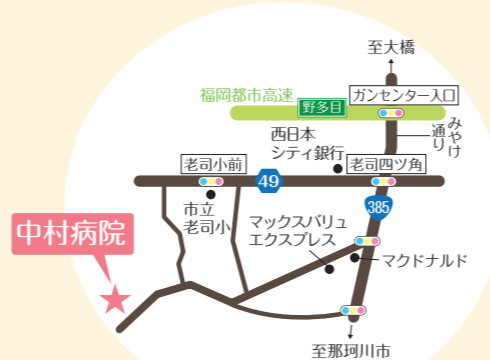 至大橋
福岡都市高速
野多目
ガンセンター入口
みやけ
通り
西日本
シティ銀行
老司小前
老司四ツ角
49
市立
老司小
385
中村病院
マックスバリュ
エクスプレス
マクドナルド
至那珂川市